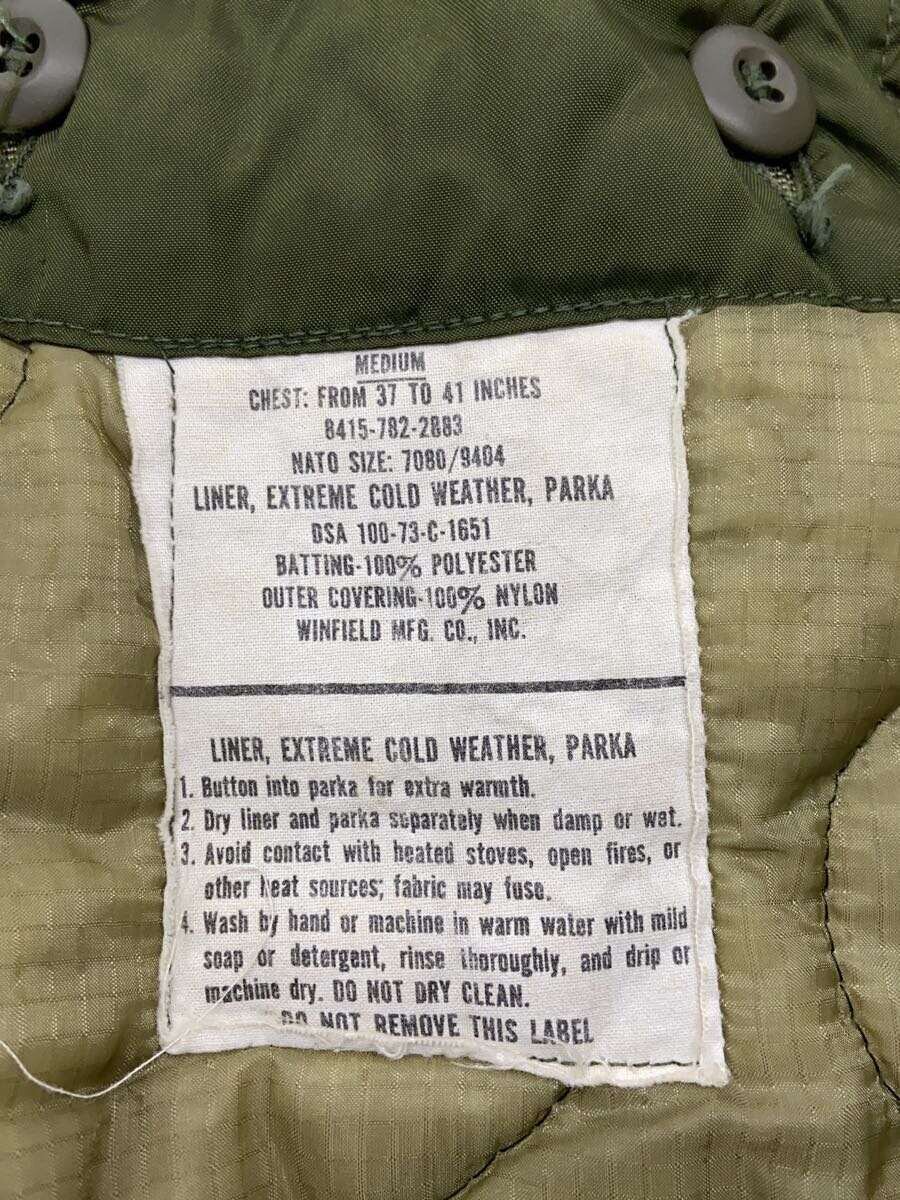 MEDIUM
CHEST: FROM 37 TO 41 INCHES
8415-782-2883
NATO SIZE: 7080/9404
LINER, EXTREME COLD WEATHER, PARKA
DSA 100-73-C-1651
BATTING-100% POLYESTER
OUTER COVERING-100% NYLON
WINFIELD MFG. CO., INC.
LINER, EXTREME COLD WEATHER, PARKA
1. Button into parka for extra warmth.
2. Dry liner and parka separately when damp or wet.
3. Avoid contact with heated stoves, open fires, or
other heat sources; fabric may fuse.
4. Wash by hand or machine in warm water with mild
soap or detergent, rinse thoroughly, and drip or
machine dry. DO NOT DRY CLEAN.
DO NOT REMOVE THIS LABEL